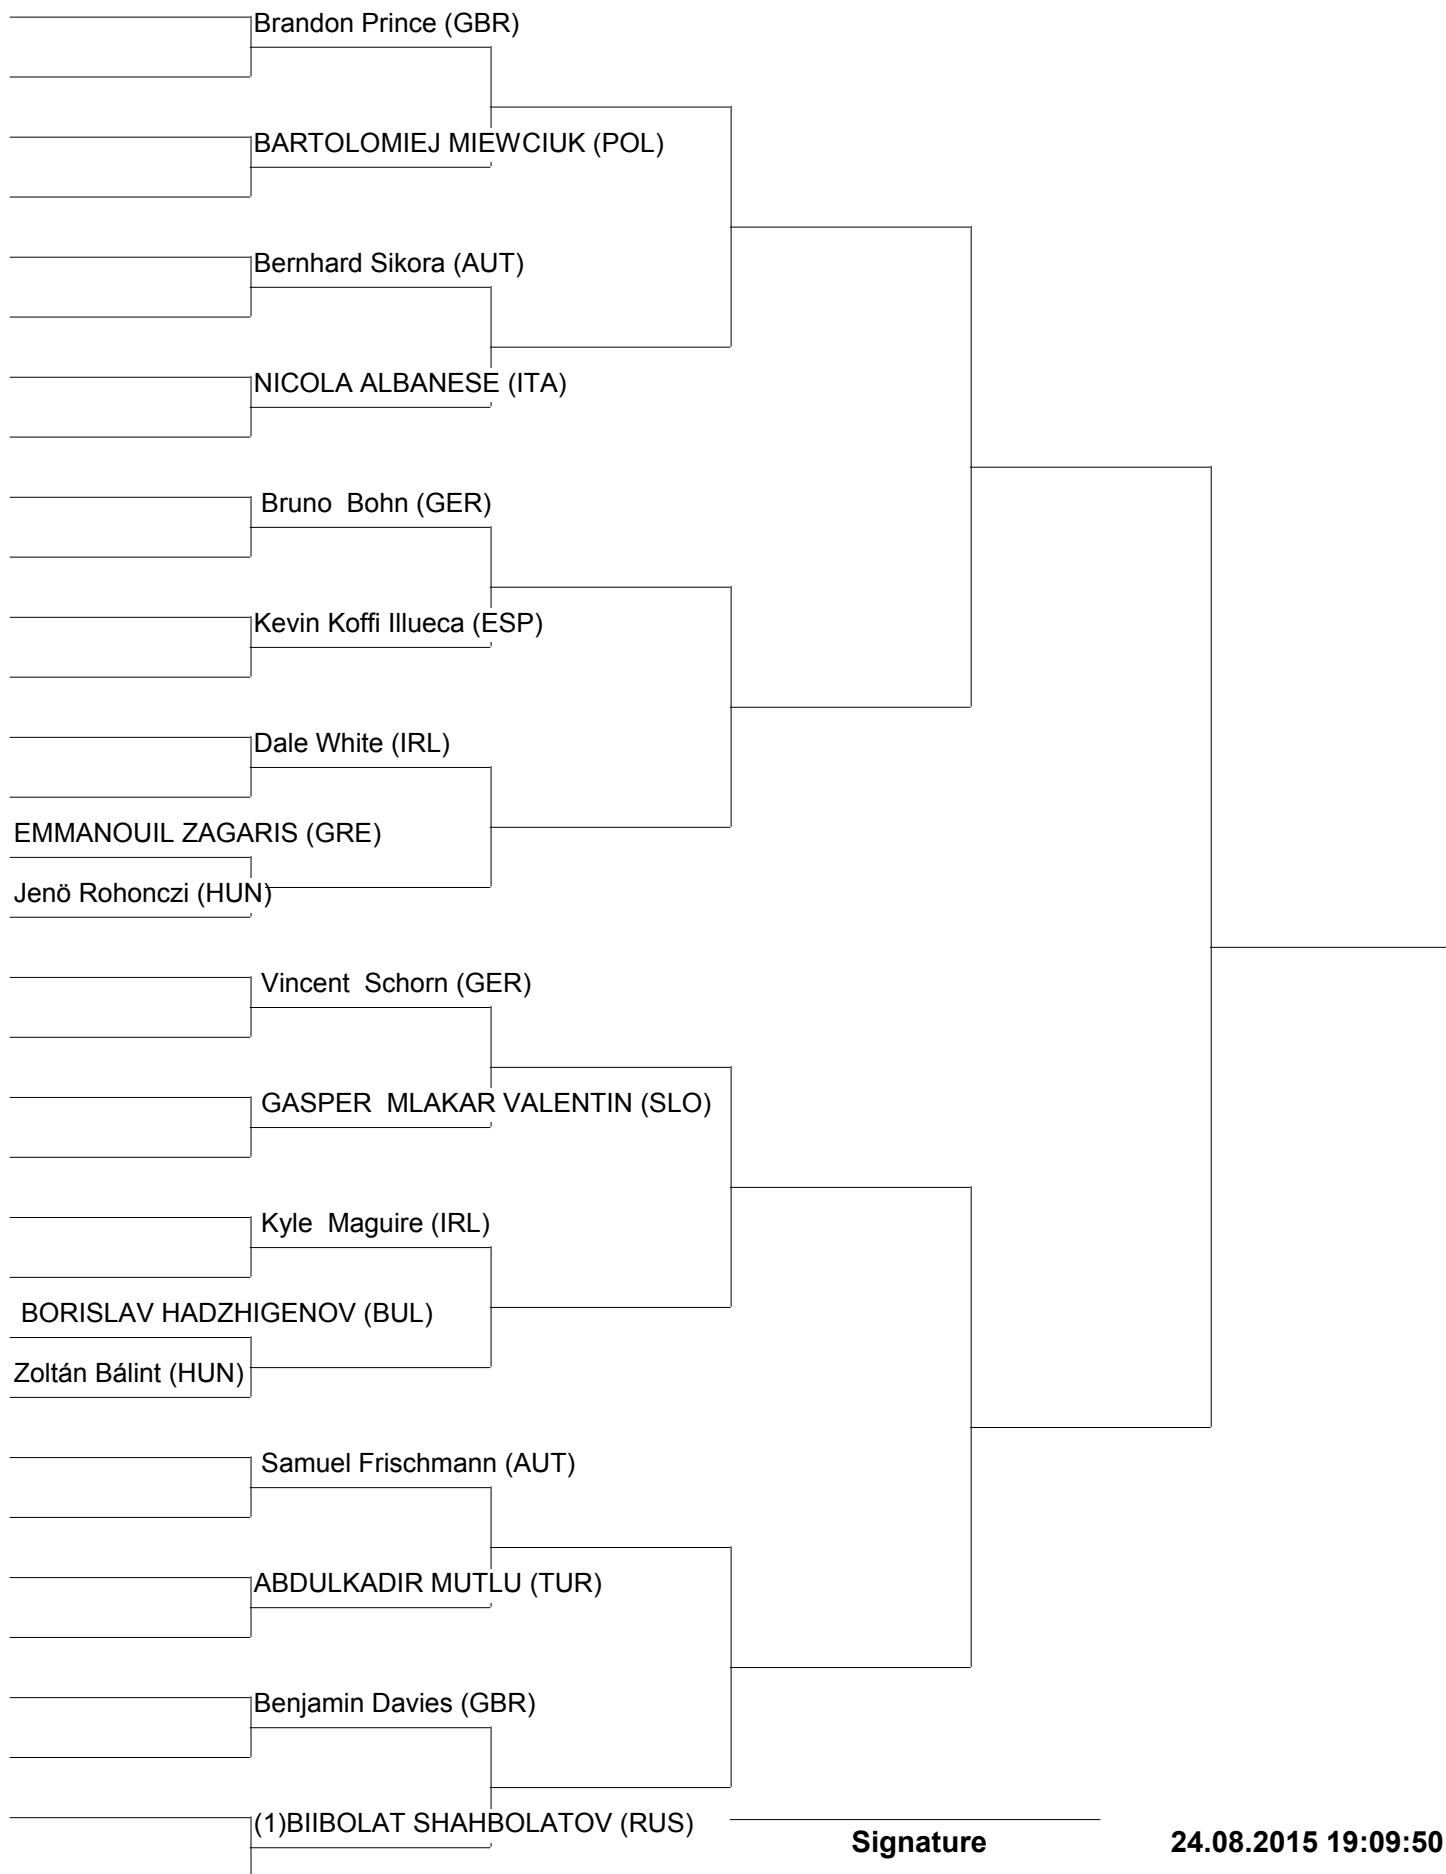 Brandon Prince (GBR)
BARTOLOMIEJ MIEWCIUK (POL)
Bernhard Sikora (AUT)
NICOLA ALBANESE (ITA)
Bruno  Bohn (GER)
Kevin Koffi Illueca (ESP)
Dale White (IRL)
EMMANOUIL ZAGARIS (GRE)
Jenö Rohonczi (HUN)
Vincent  Schorn (GER)
GASPER  MLAKAR VALENTIN (SLO)
Kyle  Maguire (IRL)
BORISLAV HADZHIGENOV (BUL)
Zoltán Bálint (HUN)
Samuel Frischmann (AUT)
ABDULKADIR MUTLU (TUR)
Benjamin Davies (GBR)
(1)BIIBOLAT SHAHBOLATOV (RUS)
Signature 24.08.2015 19:09:50